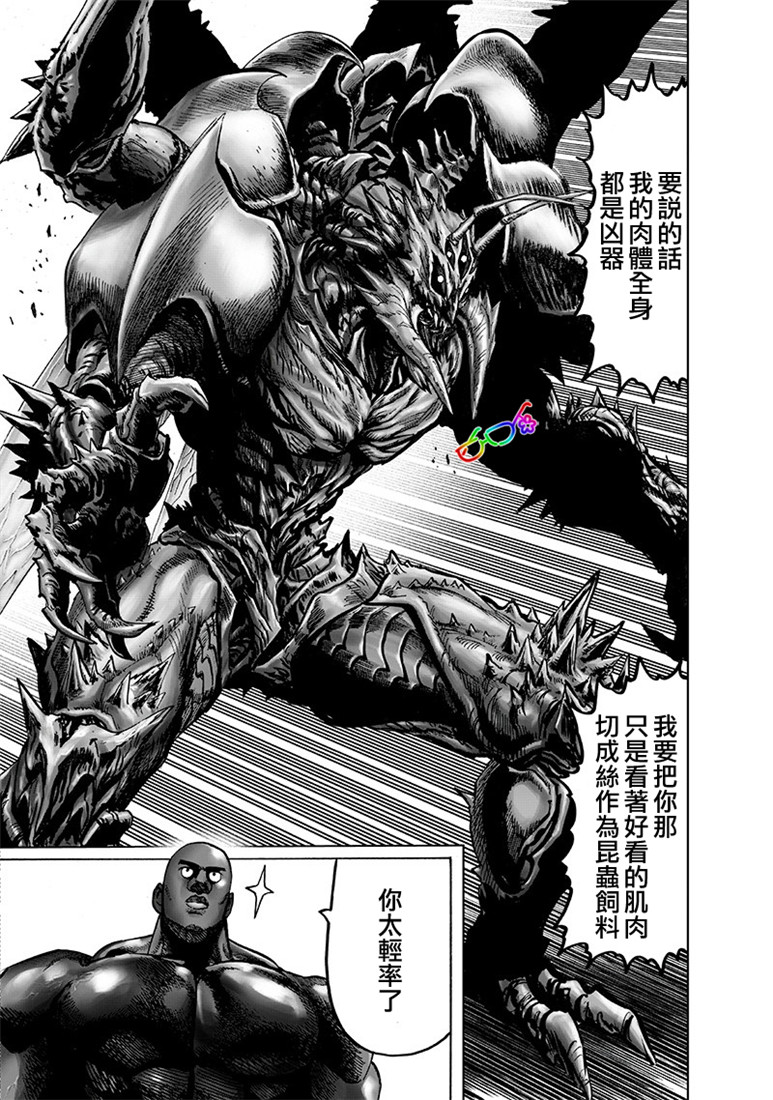 要説的話
我的肉體全身
都是凶器
我要把你那
只是看著好看的肌肉
切成絲作為昆蟲飼料
你太輕率了